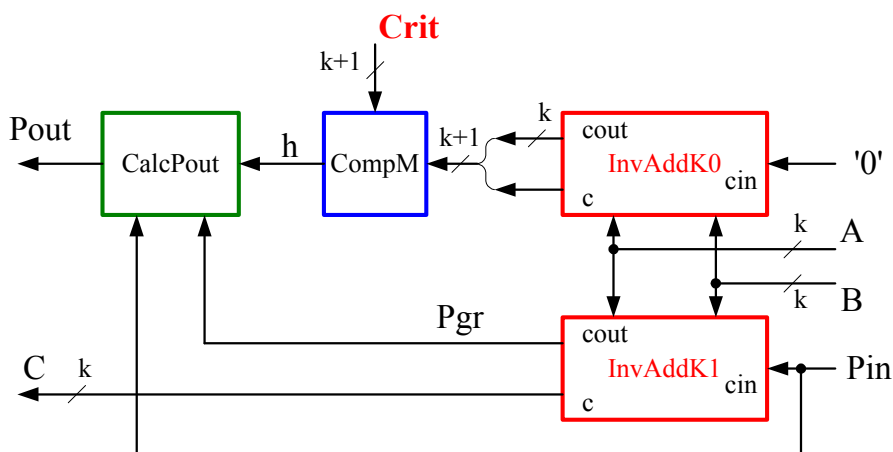 Crit
k+1
Pout
CalcPout
h
CompM
k+1
k
cout
InvAddK0
cin
c
'0'
k
A
k
B
Pgr
cout
InvAddK1
cin
c
Pin
C
k